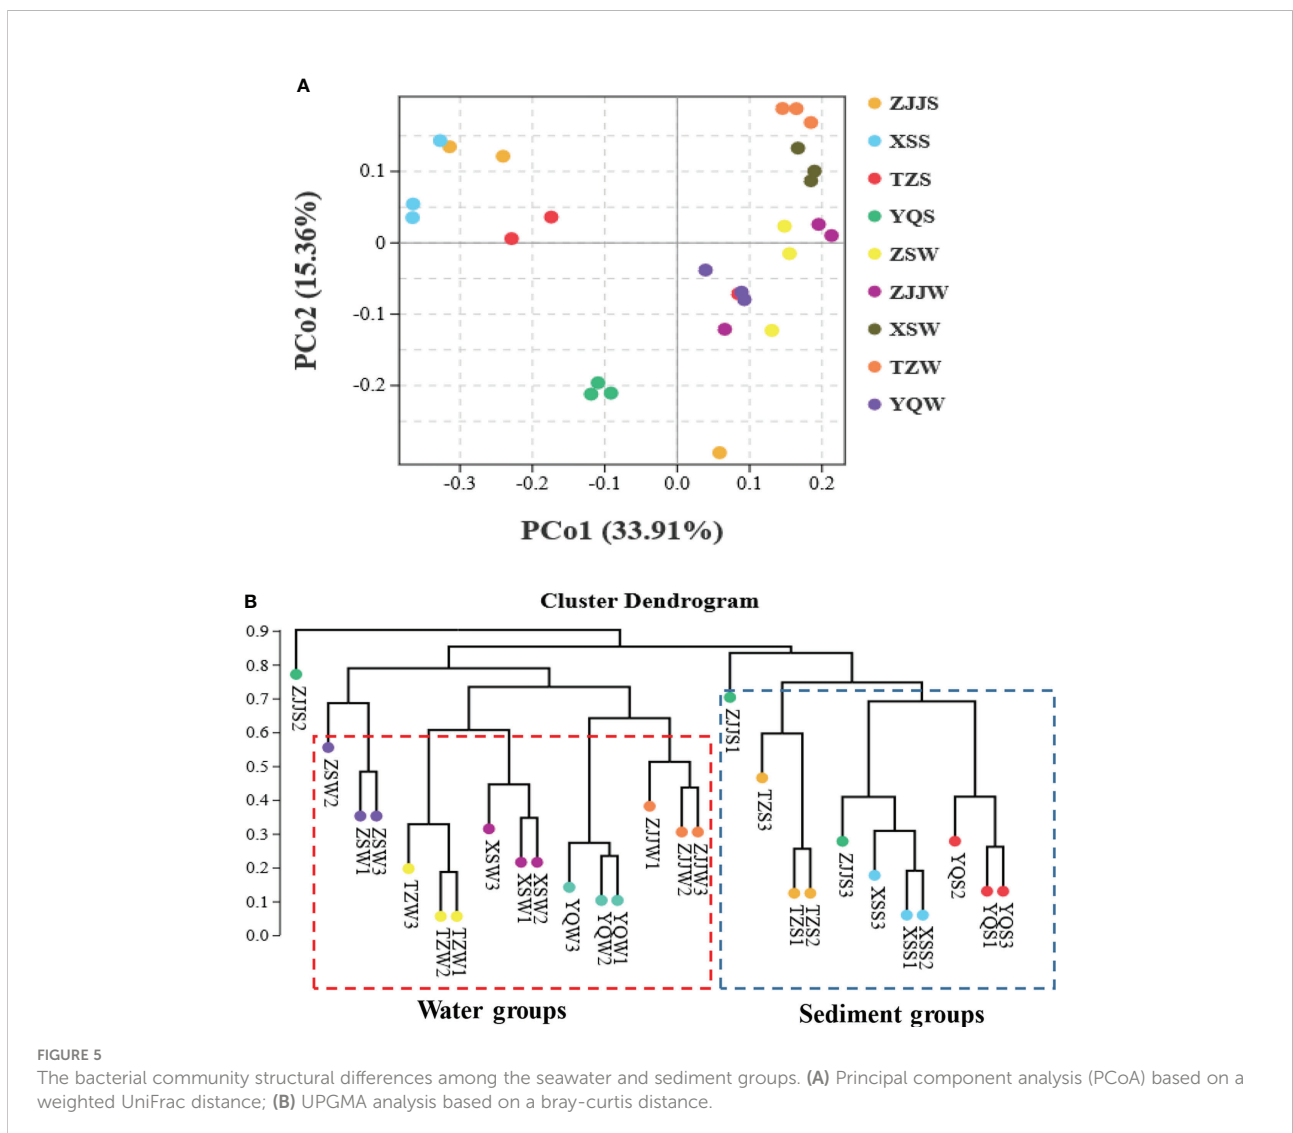 A
ZJJS
XSS
TZS
YQS
ZSW
ZJJW
XSW
TZW
YQW
0.1
0
-0.1
-0.2
PCo2 (15.36%)
-0.3 -0.2 -0.1 0.0 0.1 0.2
PCo1 (33.91%)
B
Cluster Dendrogram
0.9
0.8
0.7
0.6
0.5
0.4
0.3
0.2
0.1
0.0
ZJJS2
ZSW2
ZSW1
ZSW3
TZW3
TZW2
TZW1
XSW3
XSW1
XSW2
YQW3
YQW2
YQW1
ZJJW1
ZJJW2
ZJJW3
ZJJS1
TZS3
TZS1
TZS2
ZJJS3
XSS3
XSS1
XSS2
YQS2
YQS1
YQS3
Water groups
Sediment groups
FIGURE 5
The bacterial community structural differences among the seawater and sediment groups. (A) Principal component analysis (PCoA) based on a
weighted UniFrac distance; (B) UPGMA analysis based on a bray-curtis distance.